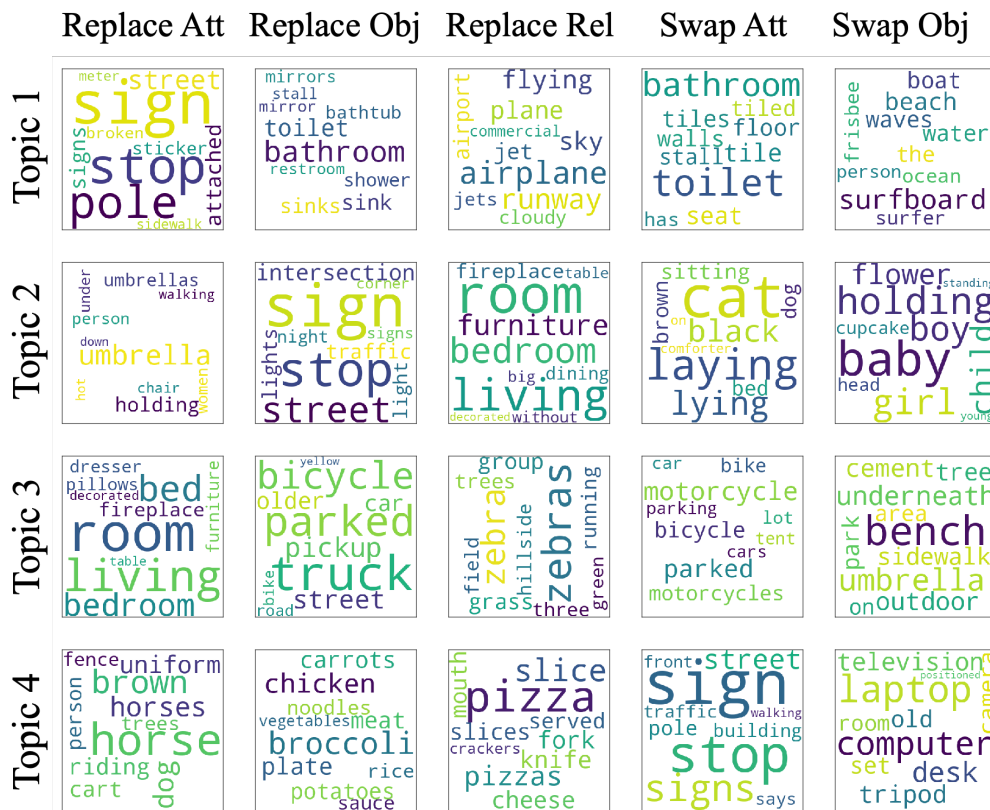 Replace Att Replace Obj Replace Rel Swap Att Swap Obj
Topic 1
meter street
sign
broken
signs sticker
stop
attached
pole
sidewalk
mirrors
stall
mirror bathtub
toilet
bathroom
restroom
shower
sinks sink
airport flying
plane
commercial
jet sky
airplane
jets runway
cloudy
bathroom
tiled
tiles floor
walls
stall tile
toilet
has seat
boat
frisbee beach
waves
water
the
person ocean
surfboard
surfer
Topic 2
under umbrellas
walking
person
down
umbrella
hot chair
women
holding
intersection
corner
sign
night signs
lights traffic
stop
light
street
fireplace table
room
furniture
bedroom
big dining
living
decorated without
sitting
brown cat dog
on black
comforter
laying
bed
lying
flower standing
holding
cupcake boy
child
baby
head
girl
young
Topic 3
dresser
pillows bed
decorated
fireplace furniture
room
table
living
bedroom
yellow
bicycle
older car
parked
pickup
truck
bike
road street
group
trees
zebra zebras running
field hillside
green
grass three
car bike
motorcycle
parking
bicycle lot
tent
cars
parked
motorcycles
cement tree
underneath
area
park bench
sidewalk
umbrella
on outdoor
Topic 4
fence uniform
person brown
horses
trees
horse
riding dog
cart
carrots
chicken
noodles
vegetables meat
broccoli
plate rice
potatoes
sauce
mouth slice
pizza
served
slices fork
crackers
knife
pizzas
cheese
front street
sign
traffic walking
pole building
stop
signs
says
television
positioned
laptop camera
room old
computer
set desk
tripod